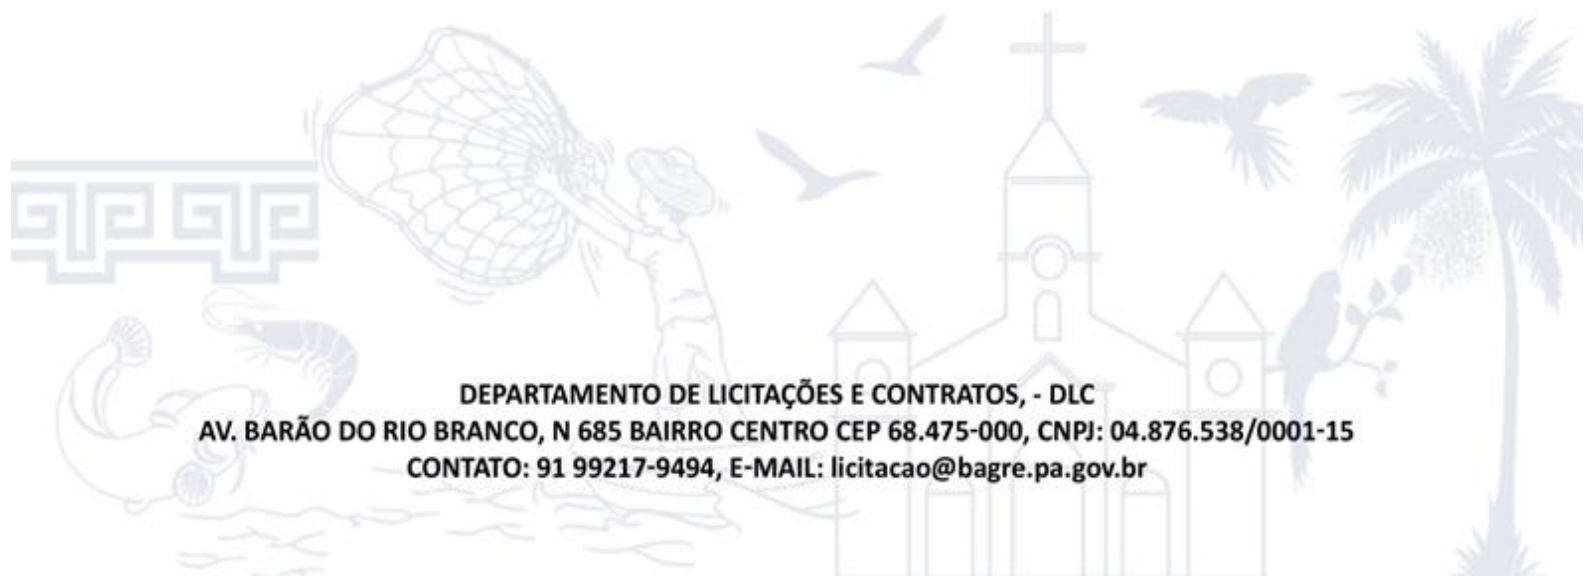 DEPARTAMENTO DE LICITAÇÕES E CONTRATOS, - DLC
AV. BARÃO DO RIO BRANCO, N 685 BAIRRO CENTRO CEP 68.475-000, CNPJ: 04.876.538/0001-15
CONTATO: 91 99217-9494, E-MAIL: licitacao@bagre.pa.gov.br